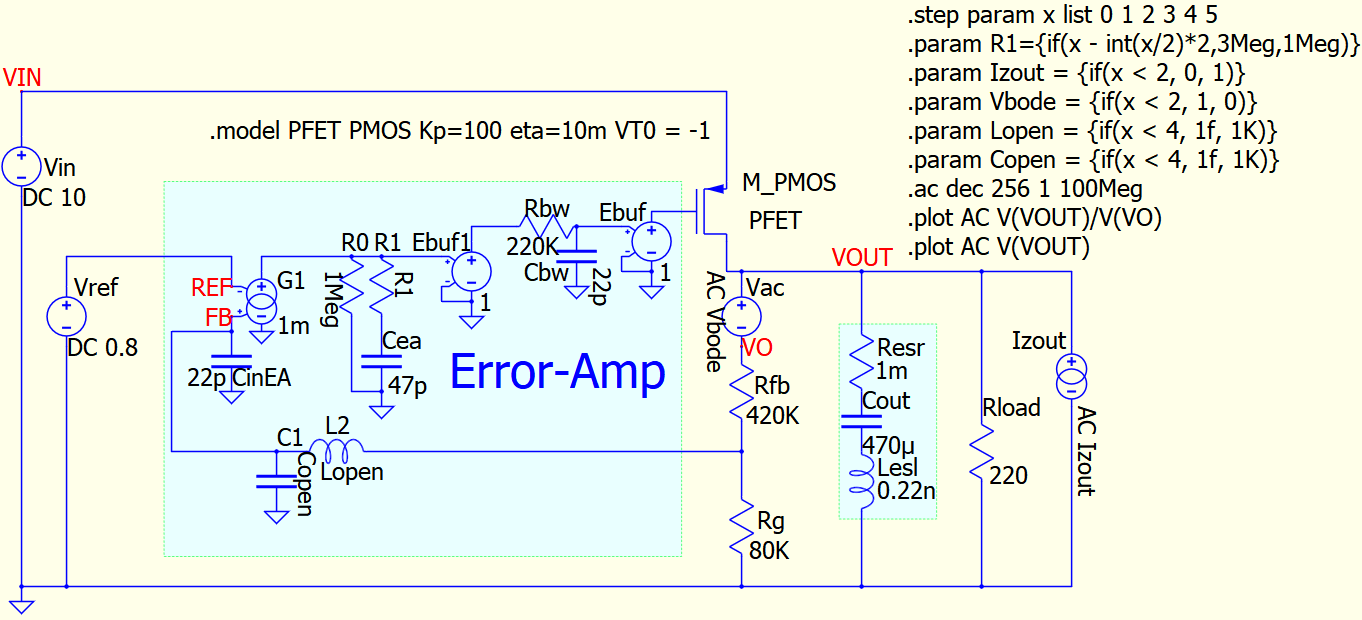 .step param x list 0 1 2 3 4 5
.param R1={if(x - int(x/2)*2,3Meg,1Meg)}
.param Izout = {if(x < 2, 0, 1)}
.param Vbode = {if(x < 2, 1, 0)}
.param Lopen = {if(x < 4, 1f, 1K)}
.param Copen = {if(x < 4, 1f, 1K)}
.ac dec 256 1 100Meg
.plot AC V(VOUT)/V(VO)
.plot AC V(VOUT)
VIN
.model PFET PMOS Kp=100 eta=10m VT0 = -1
Vin
DC 10
M_PMOS
PFET
Rbw
220K
Cbw
22p
Ebuf
1
R0
1Meg
R1
R1
Ebuf1
1
VOUT
REF
FB
G1
1m
Vref
DC 0.8
Vac
AC Vbode
VO
Cea
47p
22p
CinEA
Error-Amp
Rfb
420K
Resr
1m
Cout
470µ
Lesl
0.22n
Izout
AC Izout
Rload
220
C1
Copen
L2
Lopen
Rg
80K